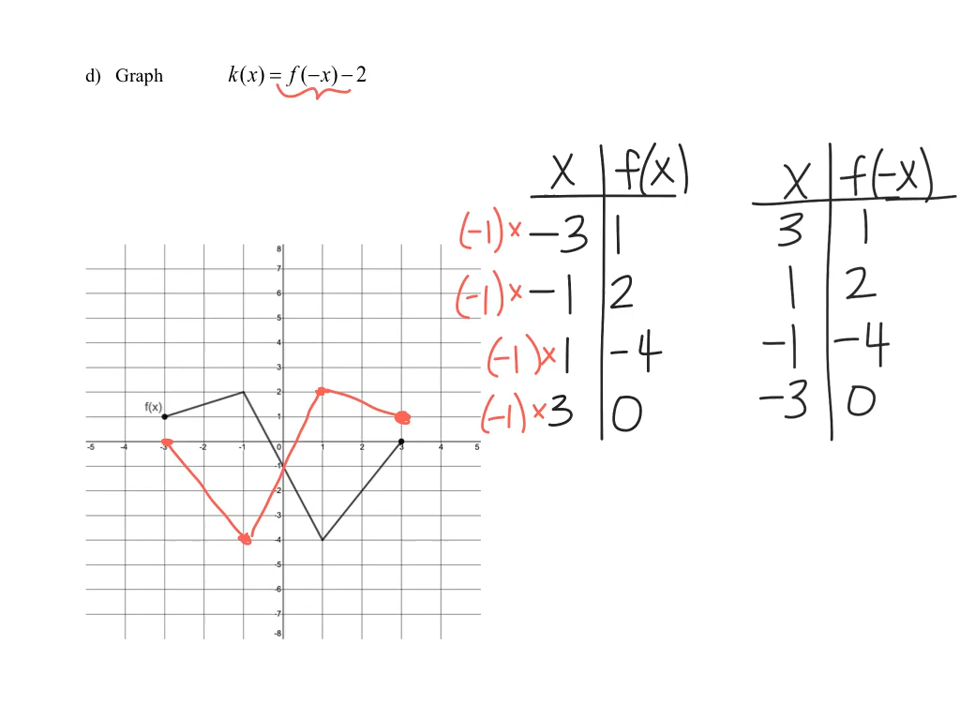 d) Graph k(x) = f(−x) − 2
x f(x)
(-1) x -3 1
(-1) x -1 2
(-1) x 1 -4
(-1) x 3 0
x f(-x)
3 1
1 2
-1 -4
-3 0
8
7
6
5
4
3
2
1
f(x)
-5 -4 -3 -2 -1 0 1 2 3 4 5
-1
-2
-3
-4
-5
-6
-7
-8